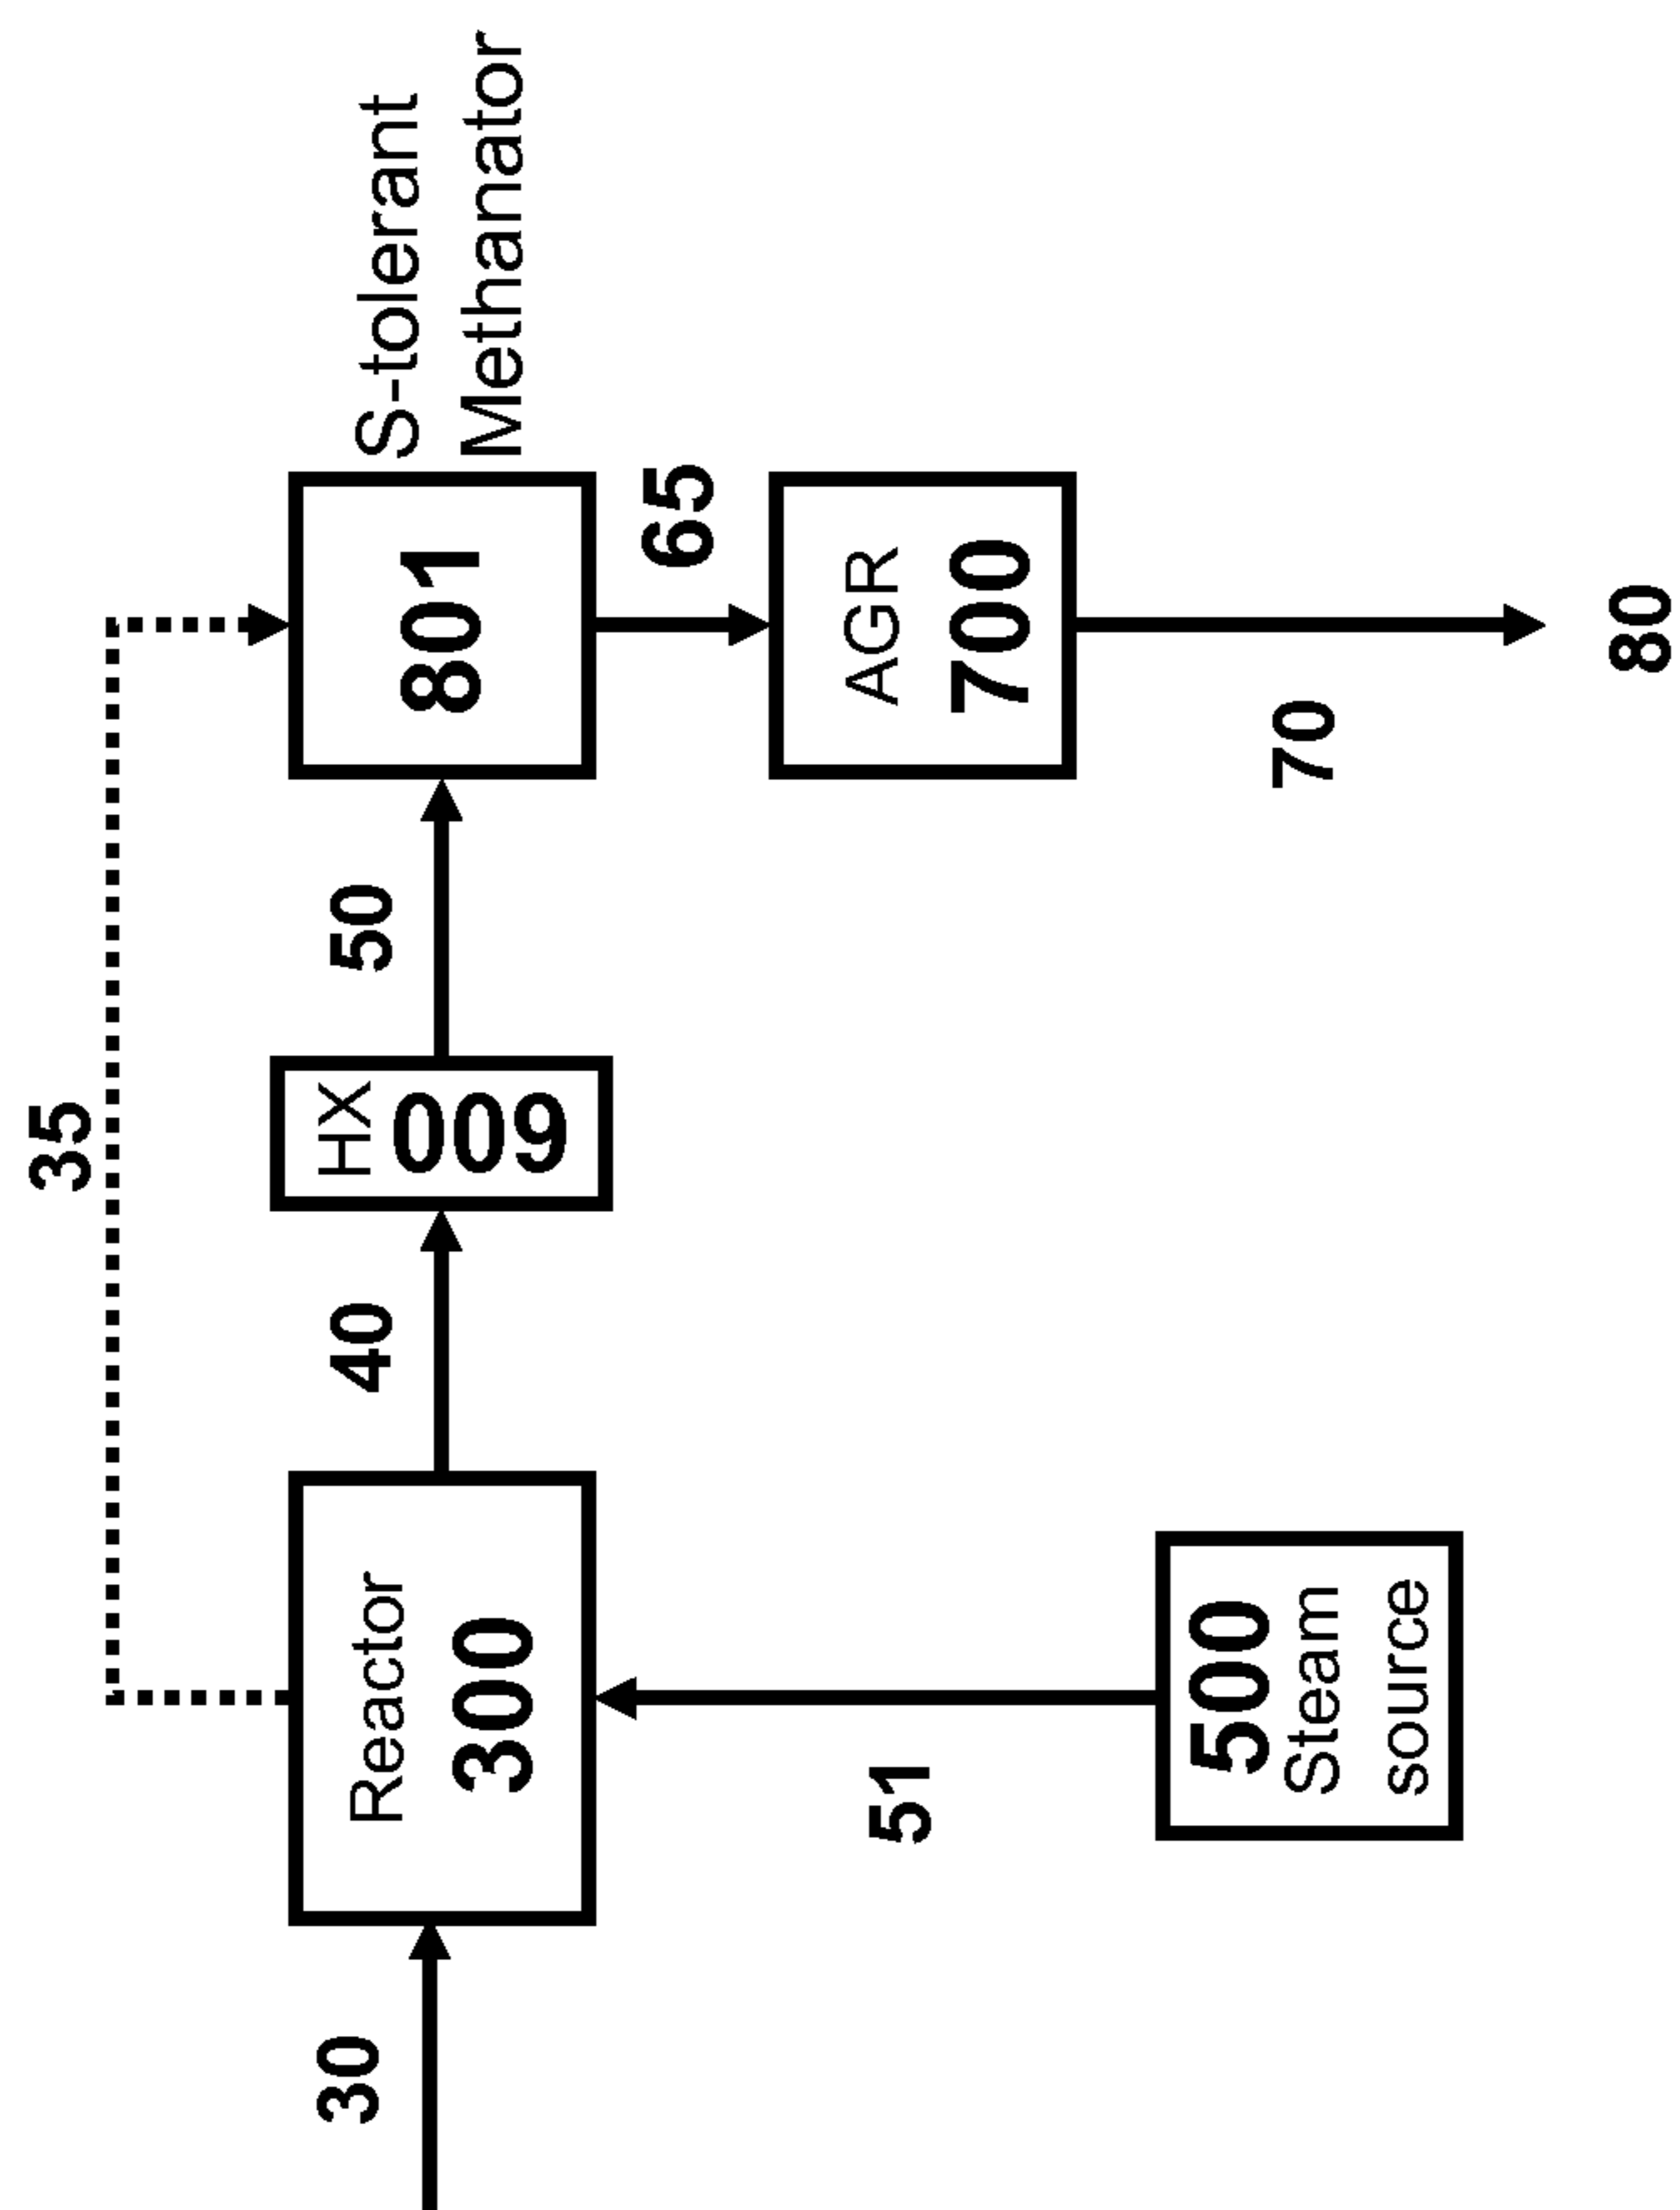 35
30
Reactor
300
40
HX
600
50
801
S-tolerant
Methanator
65
AGR
700
51
500
Steam
source
70
80